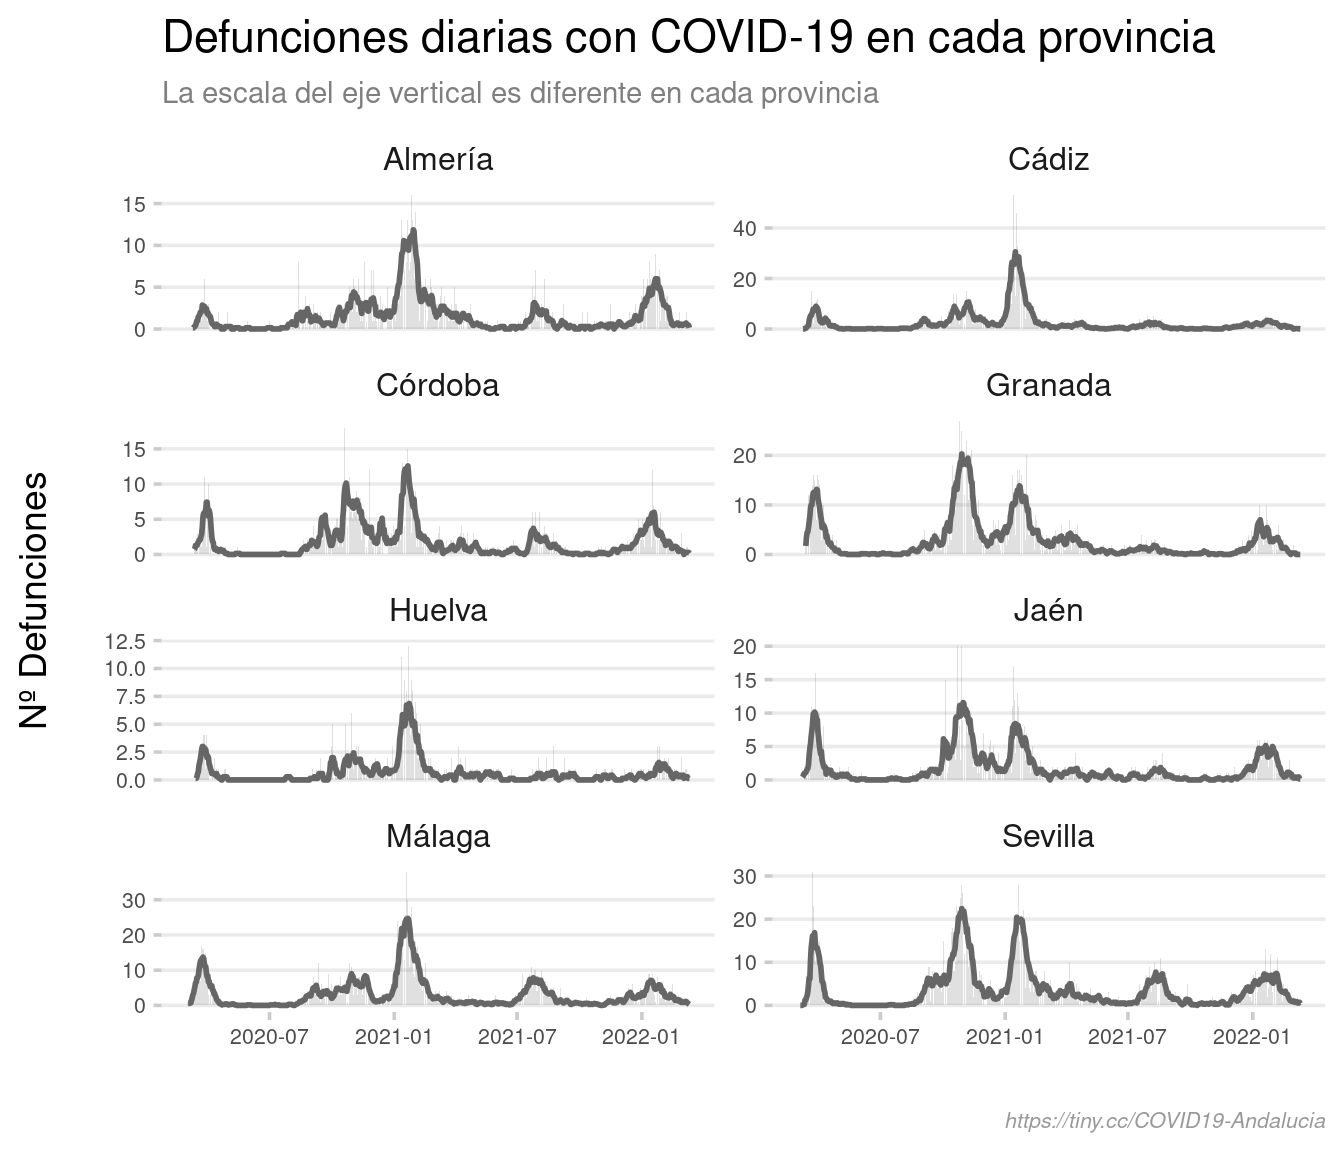 Defunciones diarias con COVID-19 en cada provincia
La escala del eje vertical es diferente en cada provincia
Nº Defunciones
Almería
15
10
5
0
Cádiz
40
20
0
Córdoba
15
10
5
0
Granada
20
10
0
Huelva
12.5
10.0
7.5
5.0
2.5
0.0
Jaén
20
15
10
5
0
Málaga
30
20
10
0
2020-07 2021-01 2021-07 2022-01
Sevilla
30
20
10
0
2020-07 2021-01 2021-07 2022-01
https://tiny.cc/COVID19-Andalucia